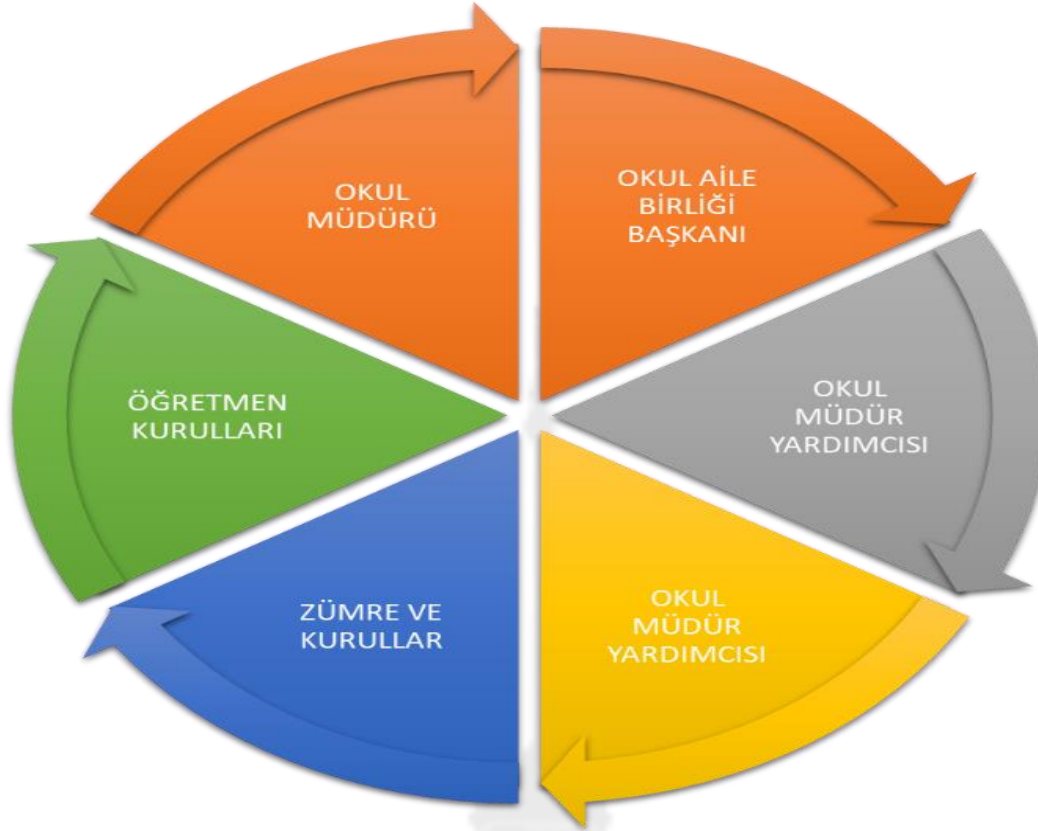 OKUL
MÜDÜRÜ
OKUL AİLE
BİRLİĞİ
BAŞKANI
OKUL
MÜDÜR
YARDIMCISI
OKUL
MÜDÜR
YARDIMCISI
ZÜMRE VE
KURULLAR
ÖĞRETMEN
KURULLARI